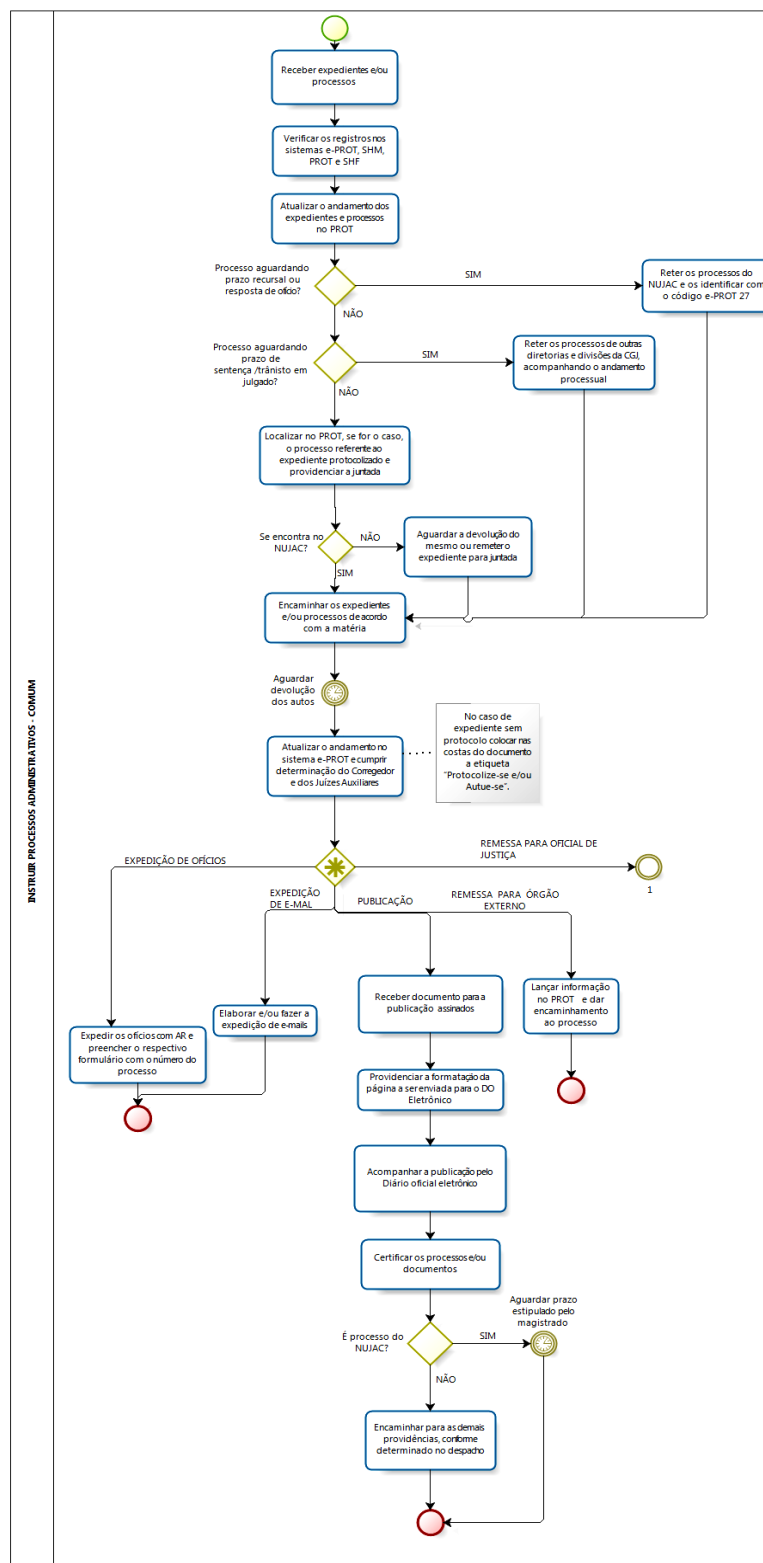 INSTRUIR PROCESSOS ADMINISTRATIVOS - COMUM
Receber expedientes e/ou
processos
Verificar os registros nos
sistemas e-PROT, SHM,
PROT e SHF
Atualizar o andamento dos
expedientes e processos
no PROT
Processo aguardando
prazo recursal ou
resposta de ofício?
SIM
Reter os processos do
NUJAC e os identificar com
o código e-PROT 27
NÃO
Processo aguardando
prazo de
sentença /trânisto em
julgado?
SIM
Reter os processos de outras
diretorias e divisões da CGJ,
acompanhando o andamento
processual
NÃO
Localizar no PROT, se for o caso,
o processo referente ao
expediente protocolizado e
providenciar a juntada
Se encontra no
NUJAC?
NÃO
Aguardar a devolução do
mesmo ou remeter o
expediente para juntada
SIM
Encaminhar os expedientes
e/ou processos de acordo
com a matéria
Aguardar
devolução
dos autos
Atualizar o andamento no
sistema e-PROT e cumprir
determinação do Corregedor
e dos Juízes Auxiliares
No caso de
expediente sem
protocolo colocar nas
costas do documento
a etiqueta
"Protocolize-se e/ou
Autue-se".
EXPEDIÇÃO DE OFÍCIOS
REMESSA PARA OFICIAL DE
JUSTIÇA
1
EXPEDIÇÃO
DE E-MAL
PUBLICAÇÃO
REMESSA PARA ÓRGÃO
EXTERNO
Expedir os ofícios com AR e
preencher o respectivo
formulário com o número do
processo
Elaborar e/ou fazer a
expedição de e-mails
Receber documento para a
publicação assinados
Lançar informação
no PROT e dar
encaminhamento
ao processo
Providenciar a formatação da
página a ser enviada para o DO
Eletrônico
Acompanhar a publicação pelo
Diário oficial eletrônico
Certificar os processos e/ou
documentos
É processo do
NUJAC?
SIM
Aguardar prazo
estipulado pelo
magistrado
NÃO
Encaminhar para as demais
providências, conforme
determinado no despacho